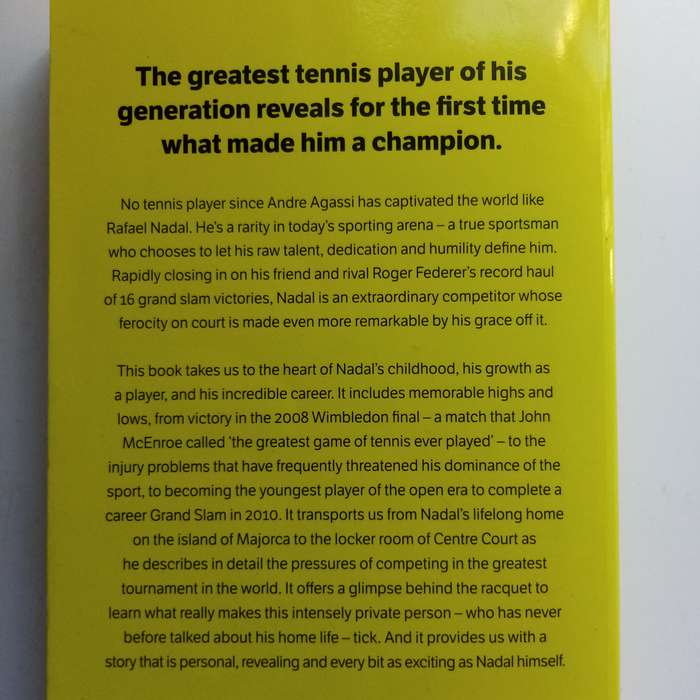 The greatest tennis player of his
generation reveals for the first time
what made him a champion.
No tennis player since Andre Agassi has captivated the world like
Rafael Nadal. He's a rarity in today's sporting arena – a true sportsman
who chooses to let his raw talent, dedication and humility define him.
Rapidly closing in on his friend and rival Roger Federer's record haul
of 16 grand slam victories, Nadal is an extraordinary competitor whose
ferocity on court is made even more remarkable by his grace off it.
This book takes us to the heart of Nadal's childhood, his growth as
a player, and his incredible career. It includes memorable highs and
lows, from victory in the 2008 Wimbledon final – a match that John
McEnroe called 'the greatest game of tennis ever played' – to the
injury problems that have frequently threatened his dominance of the
sport, to becoming the youngest player of the open era to complete a
career Grand Slam in 2010. It transports us from Nadal's lifelong home
on the island of Majorca to the locker room of Centre Court as
he describes in detail the pressures of competing in the greatest
tournament in the world. It offers a glimpse behind the racquet to
learn what really makes this intensely private person – who has never
before talked about his home life – tick. And it provides us with a
story that is personal, revealing and every bit as exciting as Nadal himself.